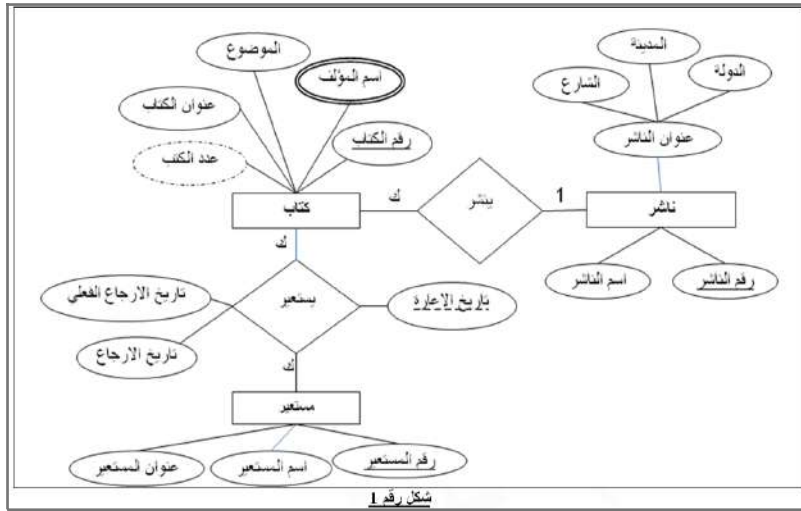 المدينة
الموضوع
اسم المؤلف
الشارع
الدولة
عنوان الكتاب
عنوان الناشر
رقم الكتاب
عدد الكتب
كتاب
ك
ينشر
1
ناشر
ك
اسم الناشر
رقم الناشر
تاريخ الارجاع الفعلي
يستعير
تاريخ الاعارة
تاريخ الارجاع
ك
مستعير
عنوان المستعير
اسم المستعير
رقم المستعير
شكل رقم 1